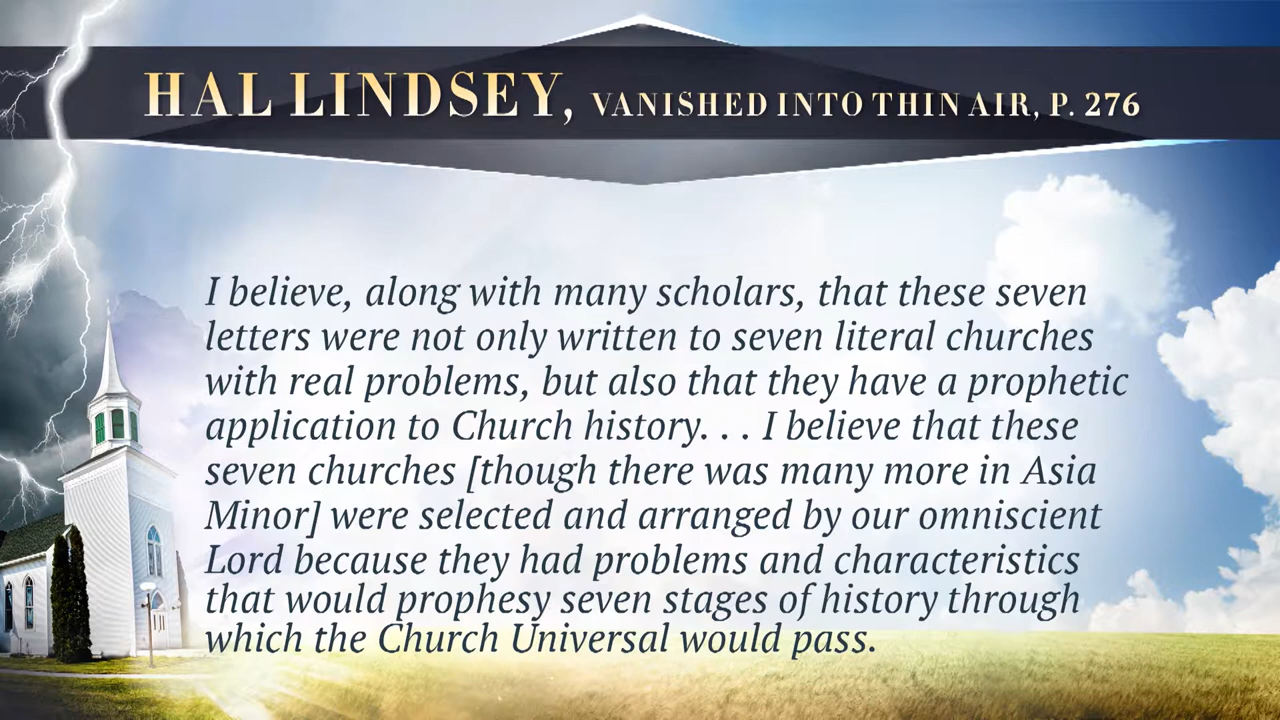 HAL LINDSEY, VANISHED INTO THIN AIR, P. 276
I believe, along with many scholars, that these seven
letters were not only written to seven literal churches
with real problems, but also that they have a prophetic
application to Church history. . . I believe that these
seven churches [though there was many more in Asia
Minor] were selected and arranged by our omniscient
Lord because they had problems and characteristics
that would prophesy seven stages of history through
which the Church Universal would pass.